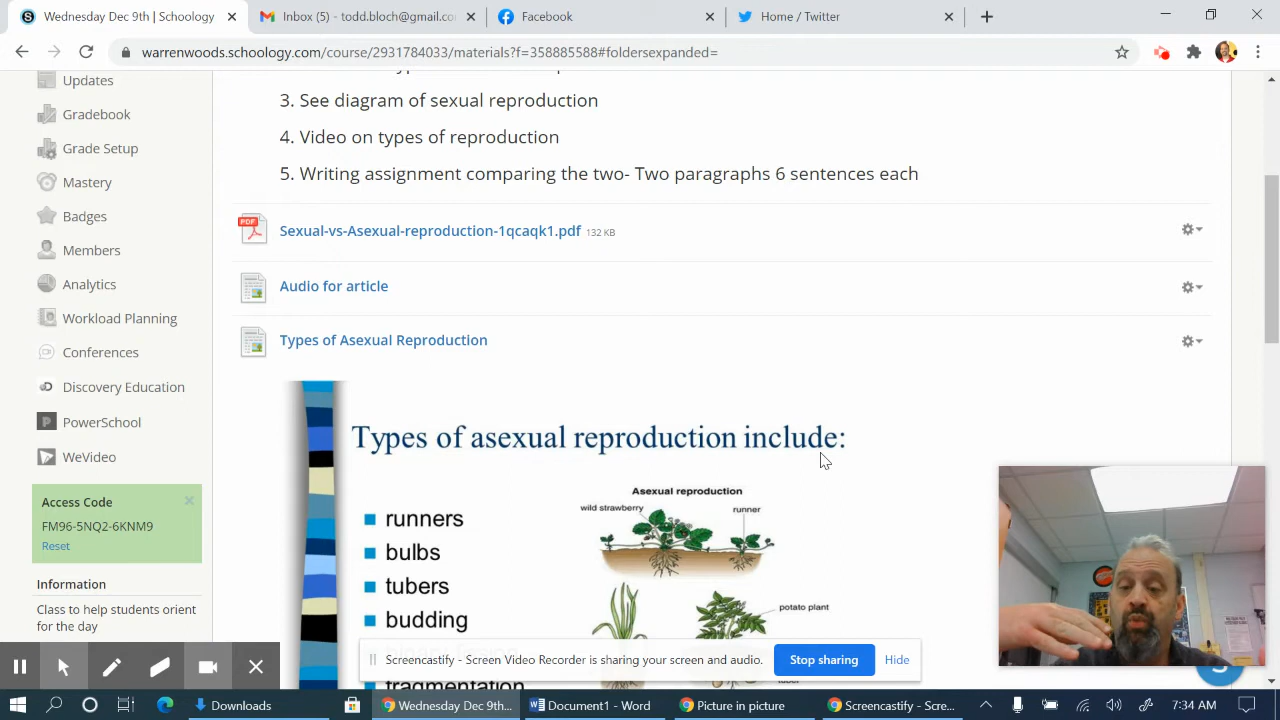 Wednesday Dec 9th | Schoology
Inbox (5) - todd.bloch@gmail.co
Facebook
Home / Twitter
warrenwoods.schoology.com/course/2931784033/materials?f=358885588#foldersexpanded=
Updates
Gradebook
Grade Setup
Mastery
Badges
Members
Analytics
Workload Planning
Conferences
Discovery Education
PowerSchool
WeVideo
Access Code
FM96-5NQ2-6KNM9
Reset
Information
Class to help students orient
for the day
3. See diagram of sexual reproduction
4. Video on types of reproduction
5. Writing assignment comparing the two- Two paragraphs 6 sentences each
PDF
Sexual-vs-Asexual-reproduction-1qcaqk1.pdf 132 KB
Audio for article
Types of Asexual Reproduction
Types of asexual reproduction include:
Asexual reproduction
wild strawberry
runner
runners
bulbs
tubers
budding
fragmentation
potato plant
tuber
Screencastify - Screen Video Recorder is sharing your screen and audio.
Stop sharing
Hide
Downloads
Wednesday Dec 9th...
Document1 - Word
Picture in picture
Screencastify - Scre...
7:34 AM